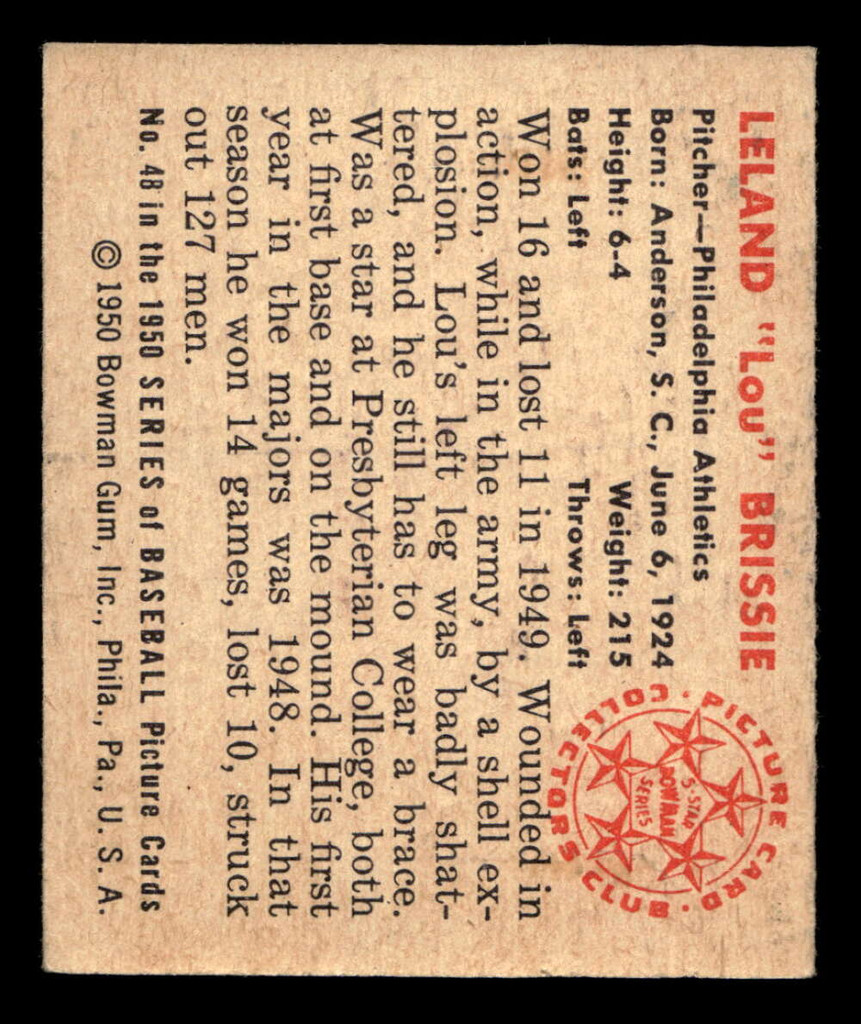 LELAND "LOU" BRISSIE
Pitcher—Philadelphia Athletics
Born: Anderson, S. C., June 6, 1924
Height: 6-4 Weight: 215
Bats: Left Throws: Left
Won 16 and lost 11 in 1949. Wounded in
action, while in the army, by a shell ex-
plosion. Lou's left leg was badly shat-
tered, and he still has to wear a brace.
Was a star at Presbyterian College, both
at first base and on the mound. His first
year in the majors was 1948. In that
season he won 14 games, lost 10, struck
out 127 men.
No. 48 in the 1950 SERIES of BASEBALL Picture Cards
© 1950 Bowman Gum, Inc., Phila., Pa., U. S. A.
PICTURE CARD · COLLECTORS CLUB ·
5-STAR
BOWMAN
SERIES